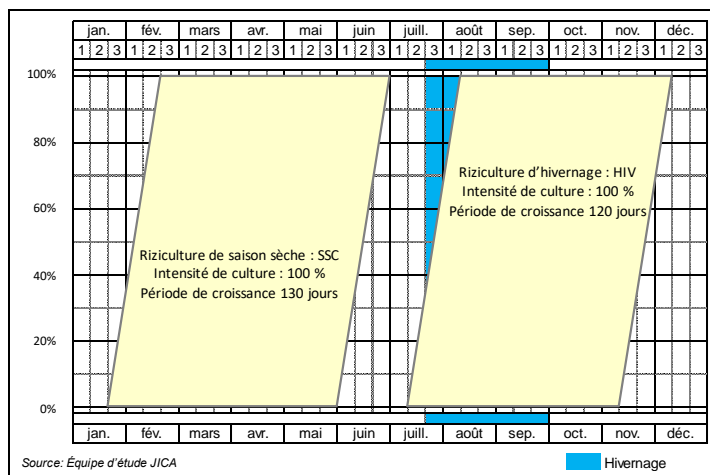 jan. fév. mars avr. mai juin juill. août sep. oct. nov. déc.
1 2 3 1 2 3 1 2 3 1 2 3 1 2 3 1 2 3 1 2 3 1 2 3 1 2 3 1 2 3 1 2 3 1 2 3
100%
80%
60%
40%
20%
0%
Riziculture de saison sèche : SSC
Intensité de culture : 100 %
Période de croissance 130 jours
Riziculture d'hivernage : HIV
Intensité de culture : 100 %
Période de croissance 120 jours
jan. fév. mars avr. mai juin juill. août sep. oct. nov. déc.
Source: Équipe d'étude JICA
Hivernage